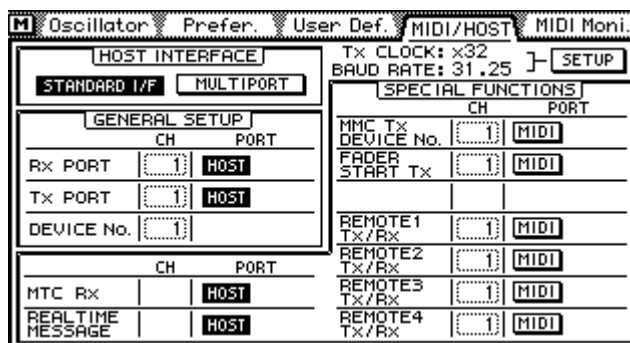 M Oscillator Prefer. User Def. MIDI/HOST MIDI Moni.
HOST INTERFACE
STANDARD I/F MULTIPORT
TX CLOCK: x32
BAUD RATE: 31.25
SETUP
GENERAL SETUP
CH PORT
Rx PORT 1 HOST
Tx PORT 1 HOST
DEVICE No. 1
CH PORT
MTC Rx HOST
REALTIME MESSAGE HOST
SPECIAL FUNCTIONS
CH PORT
MMC Tx DEVICE No. 1 MIDI
FADER START Tx 1 MIDI
REMOTE1 Tx/Rx 1 MIDI
REMOTE2 Tx/Rx 1 MIDI
REMOTE3 Tx/Rx 1 MIDI
REMOTE4 Tx/Rx 1 MIDI